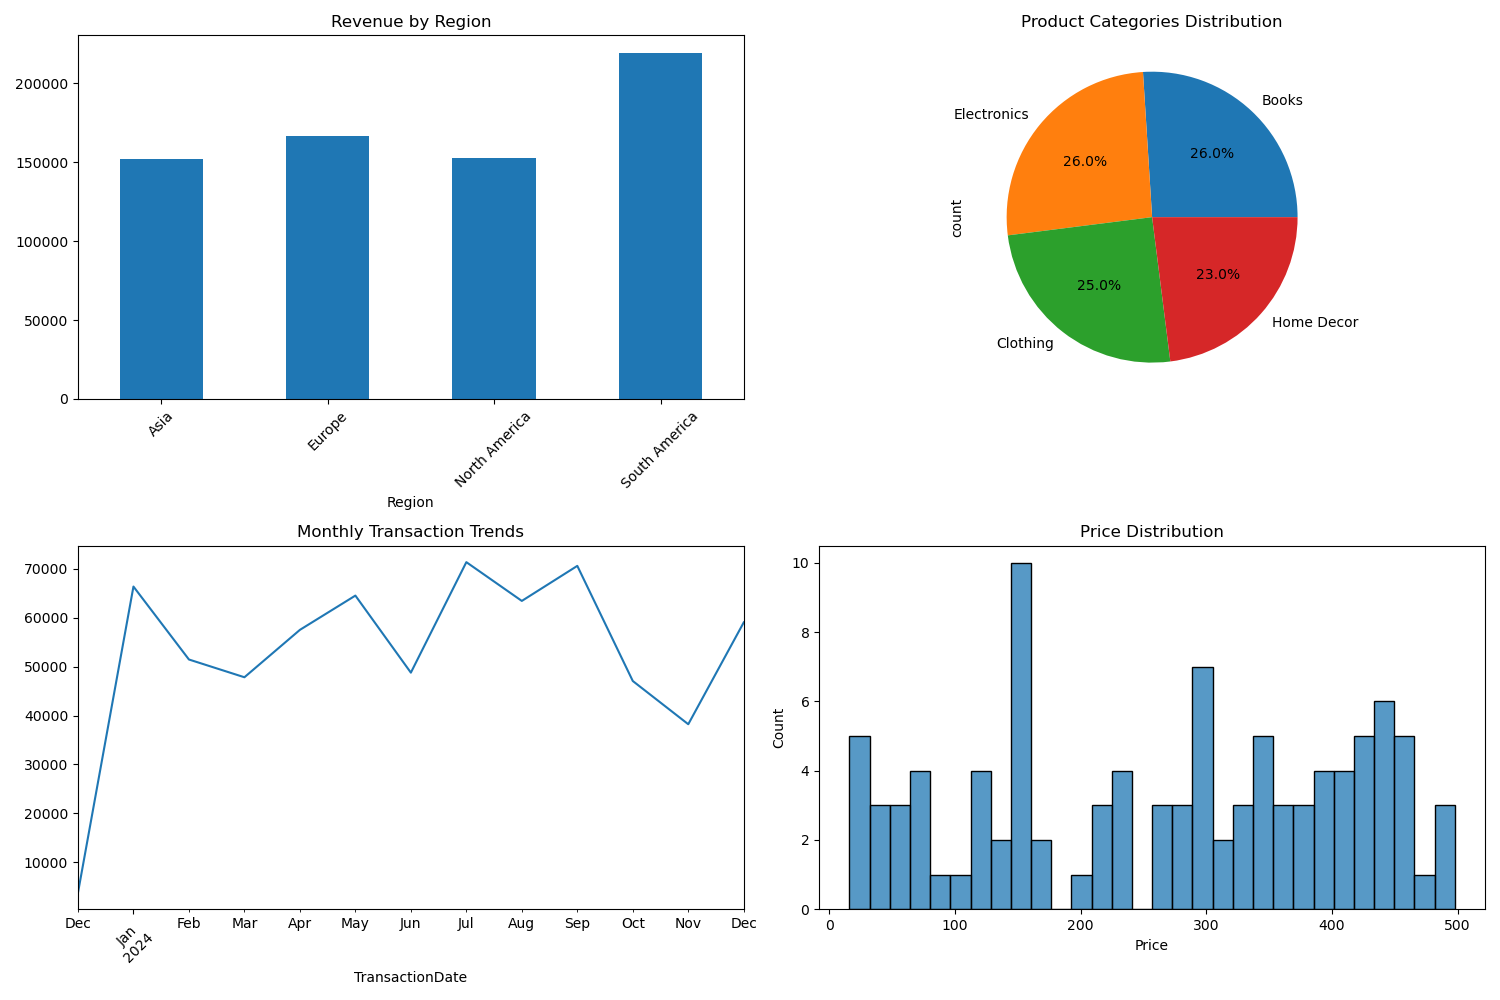 Revenue by Region
200000
150000
100000
50000
0
Asia
Europe
North America
South America
Region
Product Categories Distribution
Books
Electronics
26.0%
26.0%
count
25.0%
23.0%
Clothing
Home Decor
Monthly Transaction Trends
70000
60000
50000
40000
30000
20000
10000
Dec
Jan
2024
Feb
Mar
Apr
May
Jun
Jul
Aug
Sep
Oct
Nov
Dec
TransactionDate
Price Distribution
10
8
6
4
2
0
Count
0
100
200
300
400
500
Price